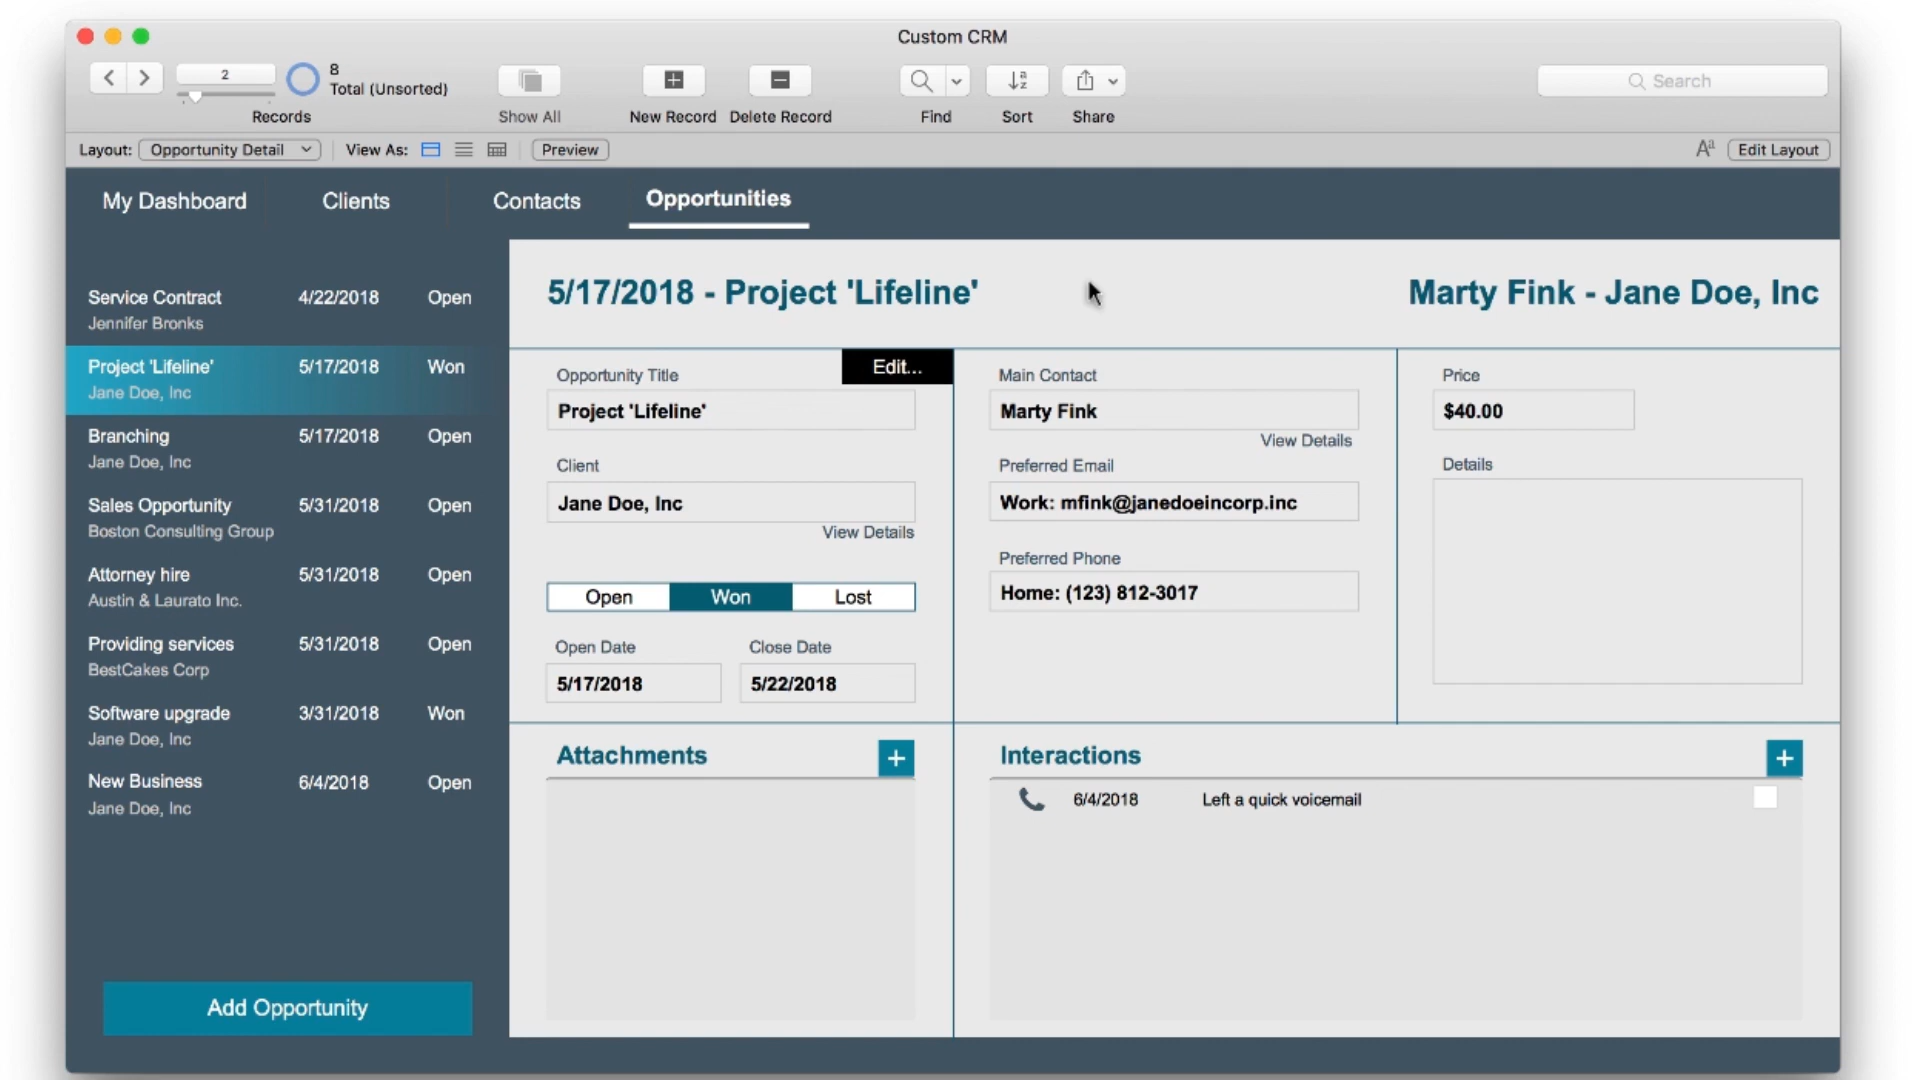 Custom CRM
2
8
Total (Unsorted)
Search
Records
Show All
New Record
Delete Record
Find
Sort
Share
Layout: Opportunity Detail
View As:
Preview
Aa
Edit Layout
My Dashboard
Clients
Contacts
Opportunities
Service Contract 4/22/2018 Open
Jennifer Bronks
Project 'Lifeline' 5/17/2018 Won
Jane Doe, Inc
Branching 5/17/2018 Open
Jane Doe, Inc
Sales Opportunity 5/31/2018 Open
Boston Consulting Group
Attorney hire 5/31/2018 Open
Austin & Laurato Inc.
Providing services 5/31/2018 Open
BestCakes Corp
Software upgrade 3/31/2018 Won
Jane Doe, Inc
New Business 6/4/2018 Open
Jane Doe, Inc
Add Opportunity
5/17/2018 - Project 'Lifeline'
Marty Fink - Jane Doe, Inc
Edit...
Opportunity Title
Project 'Lifeline'
Client
Jane Doe, Inc
View Details
Open Won Lost
Open Date Close Date
5/17/2018 5/22/2018
Main Contact
Marty Fink
View Details
Preferred Email
Work: mfink@janedoeincorp.inc
Preferred Phone
Home: (123) 812-3017
Price
$40.00
Details
Attachments
+
Interactions
+
6/4/2018 Left a quick voicemail